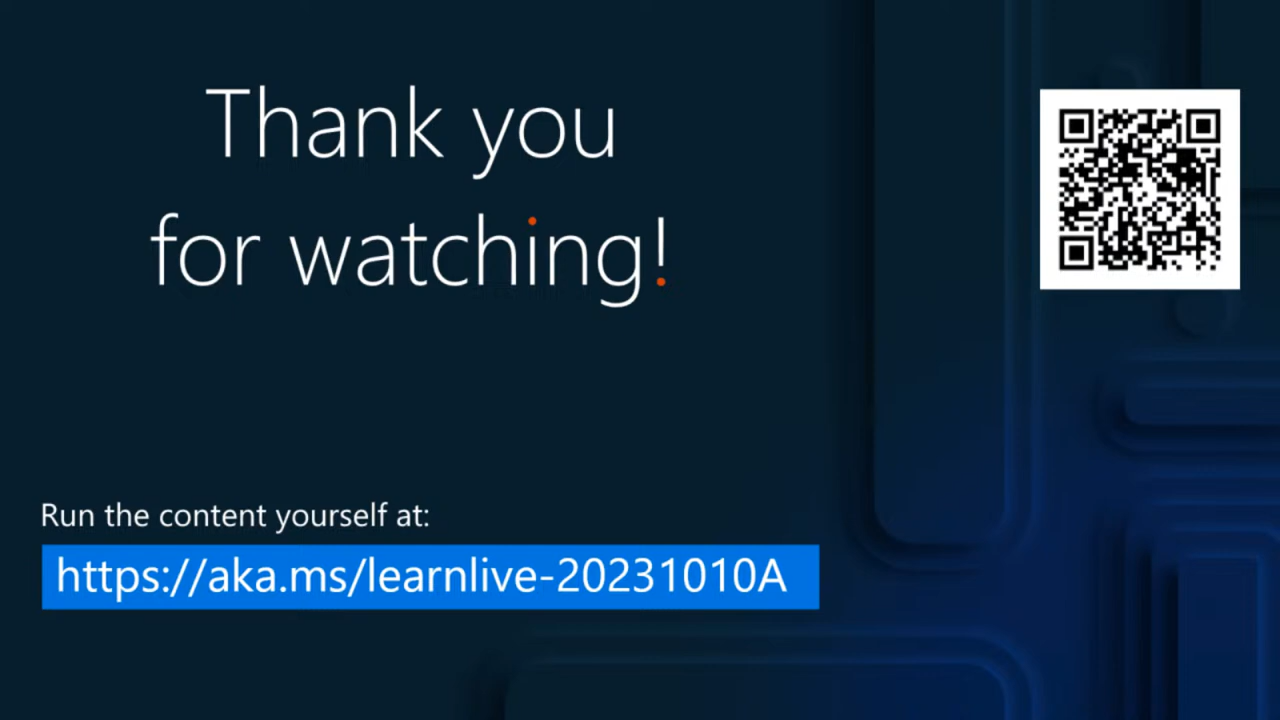 Thank you
for watching!
Run the content yourself at:
https://aka.ms/learnlive-20231010A